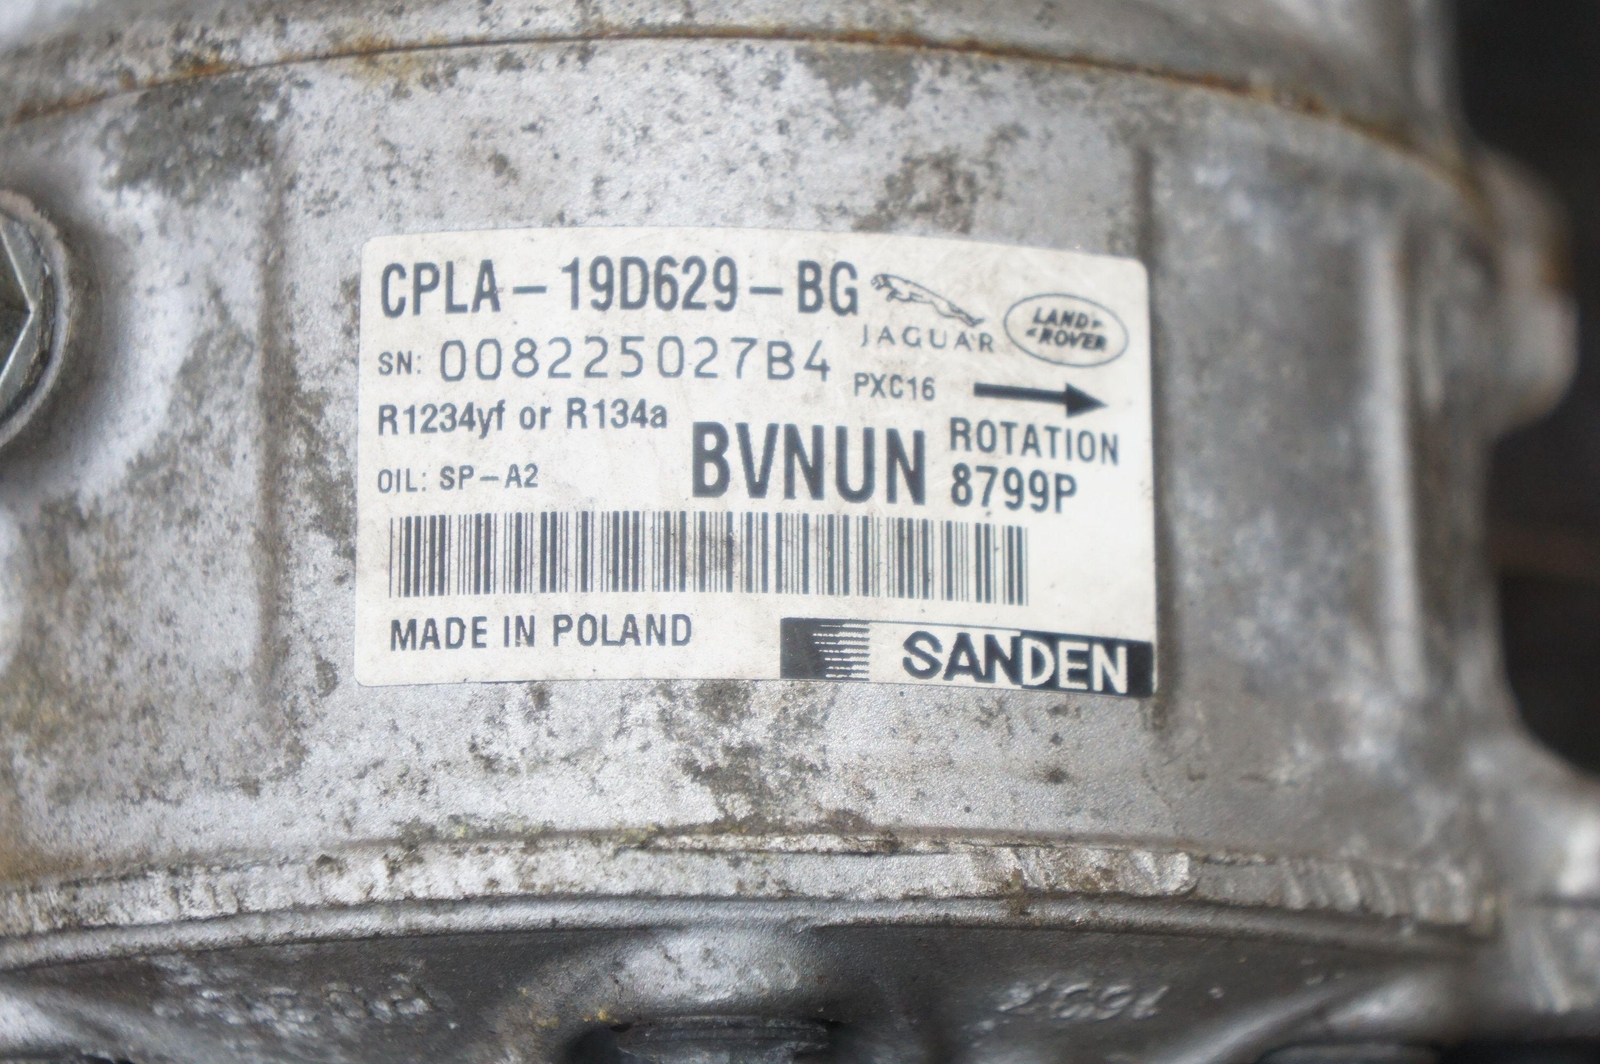 CPLA-19D629-BG
JAGUAR
LAND-
-ROVER
SN: 008225027B4
PXC16
R1234yf or R134a
BVNUN
ROTATION
8799P
OIL: SP-A2
MADE IN POLAND
SANDEN